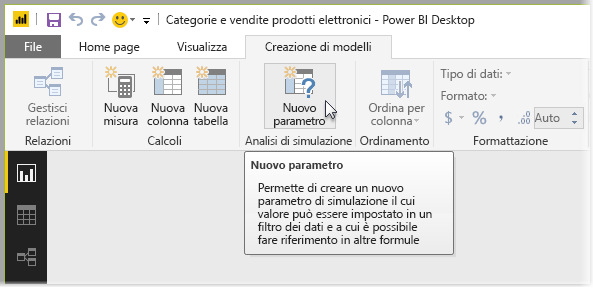 Categorie e vendite prodotti elettronici - Power BI Desktop
File Home page Visualizza Creazione di modelli
Gestisci relazioni
Nuova misura
Nuova colonna
Nuova tabella
Nuovo parametro
Ordina per colonna
Tipo di dati:
Formato:
$ % , .00 Auto
Relazioni Calcoli Analisi di simulazione Ordinamento Formattazione
Nuovo parametro
Permette di creare un nuovo
parametro di simulazione il cui
valore può essere impostato in un
filtro dei dati e a cui è possibile
fare riferimento in altre formule